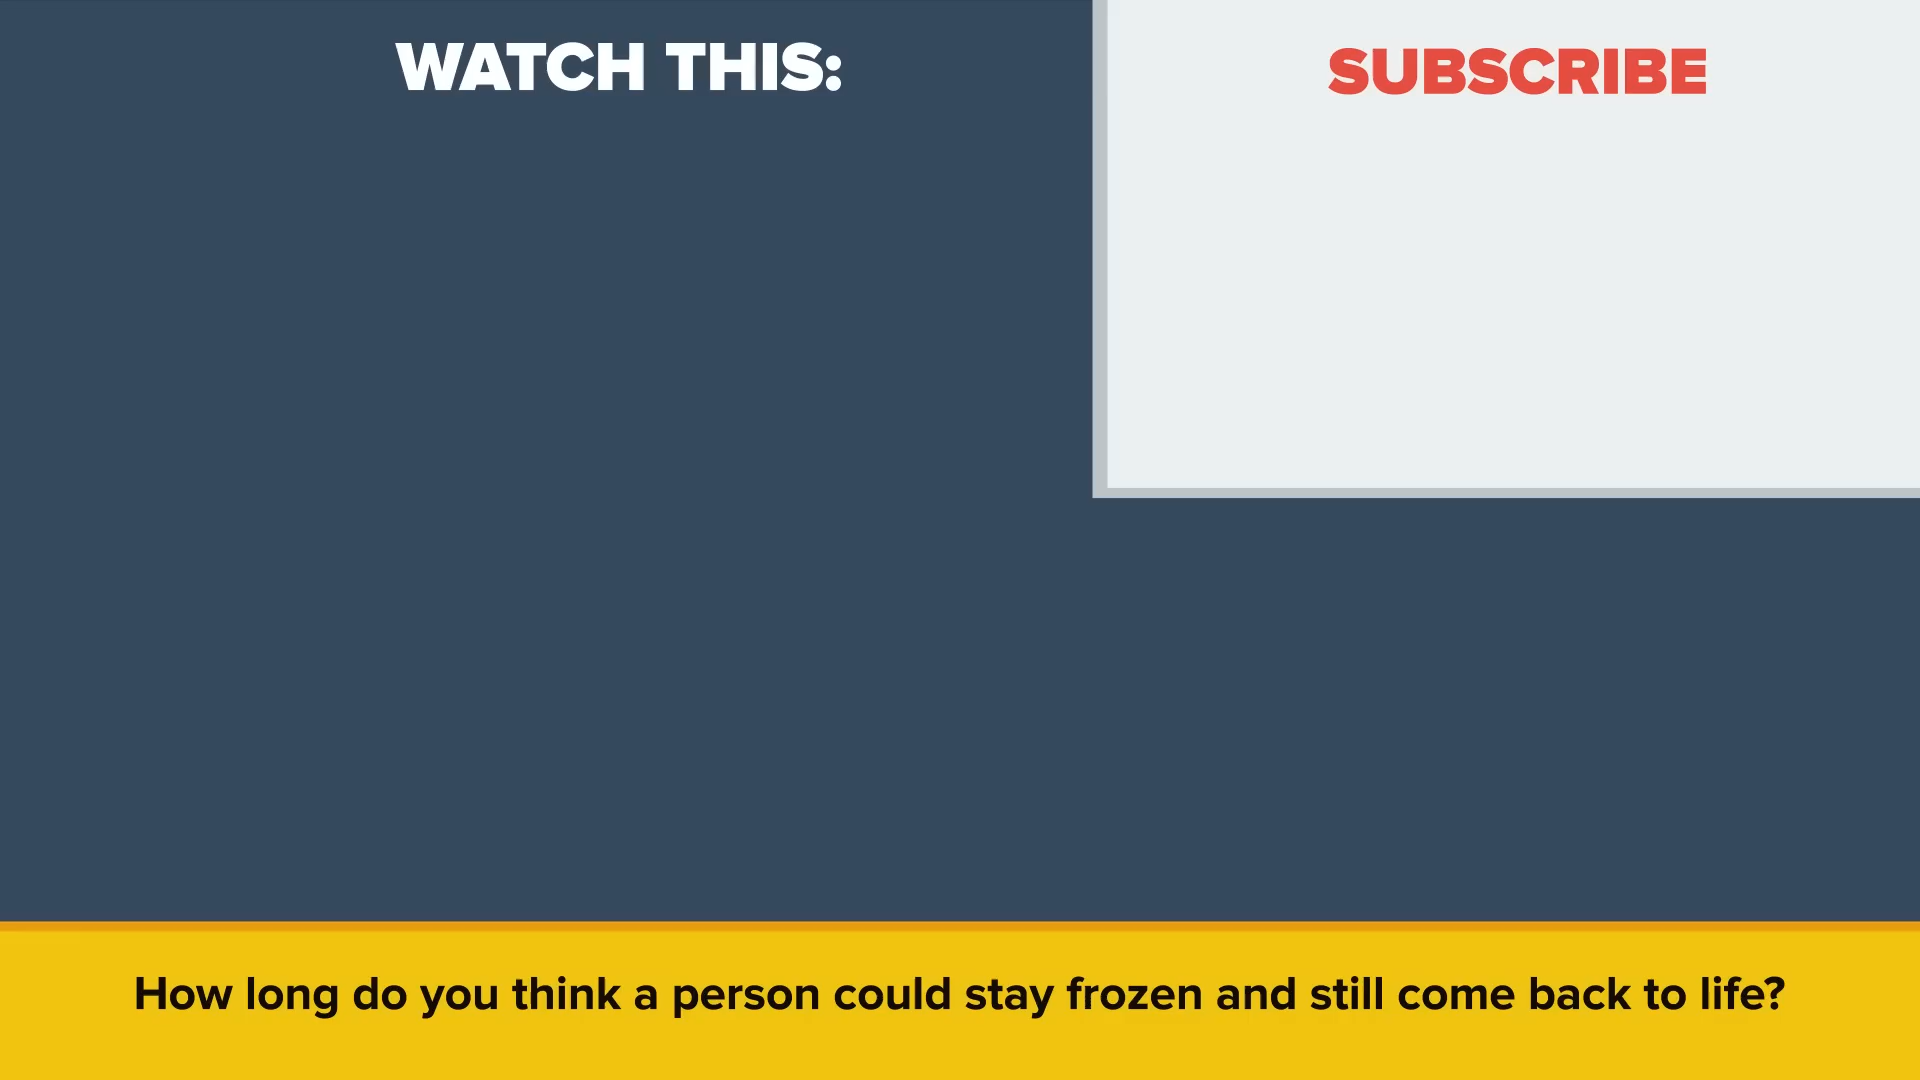 WATCH THIS:
SUBSCRIBE
How long do you think a person could stay frozen and still come back to life?